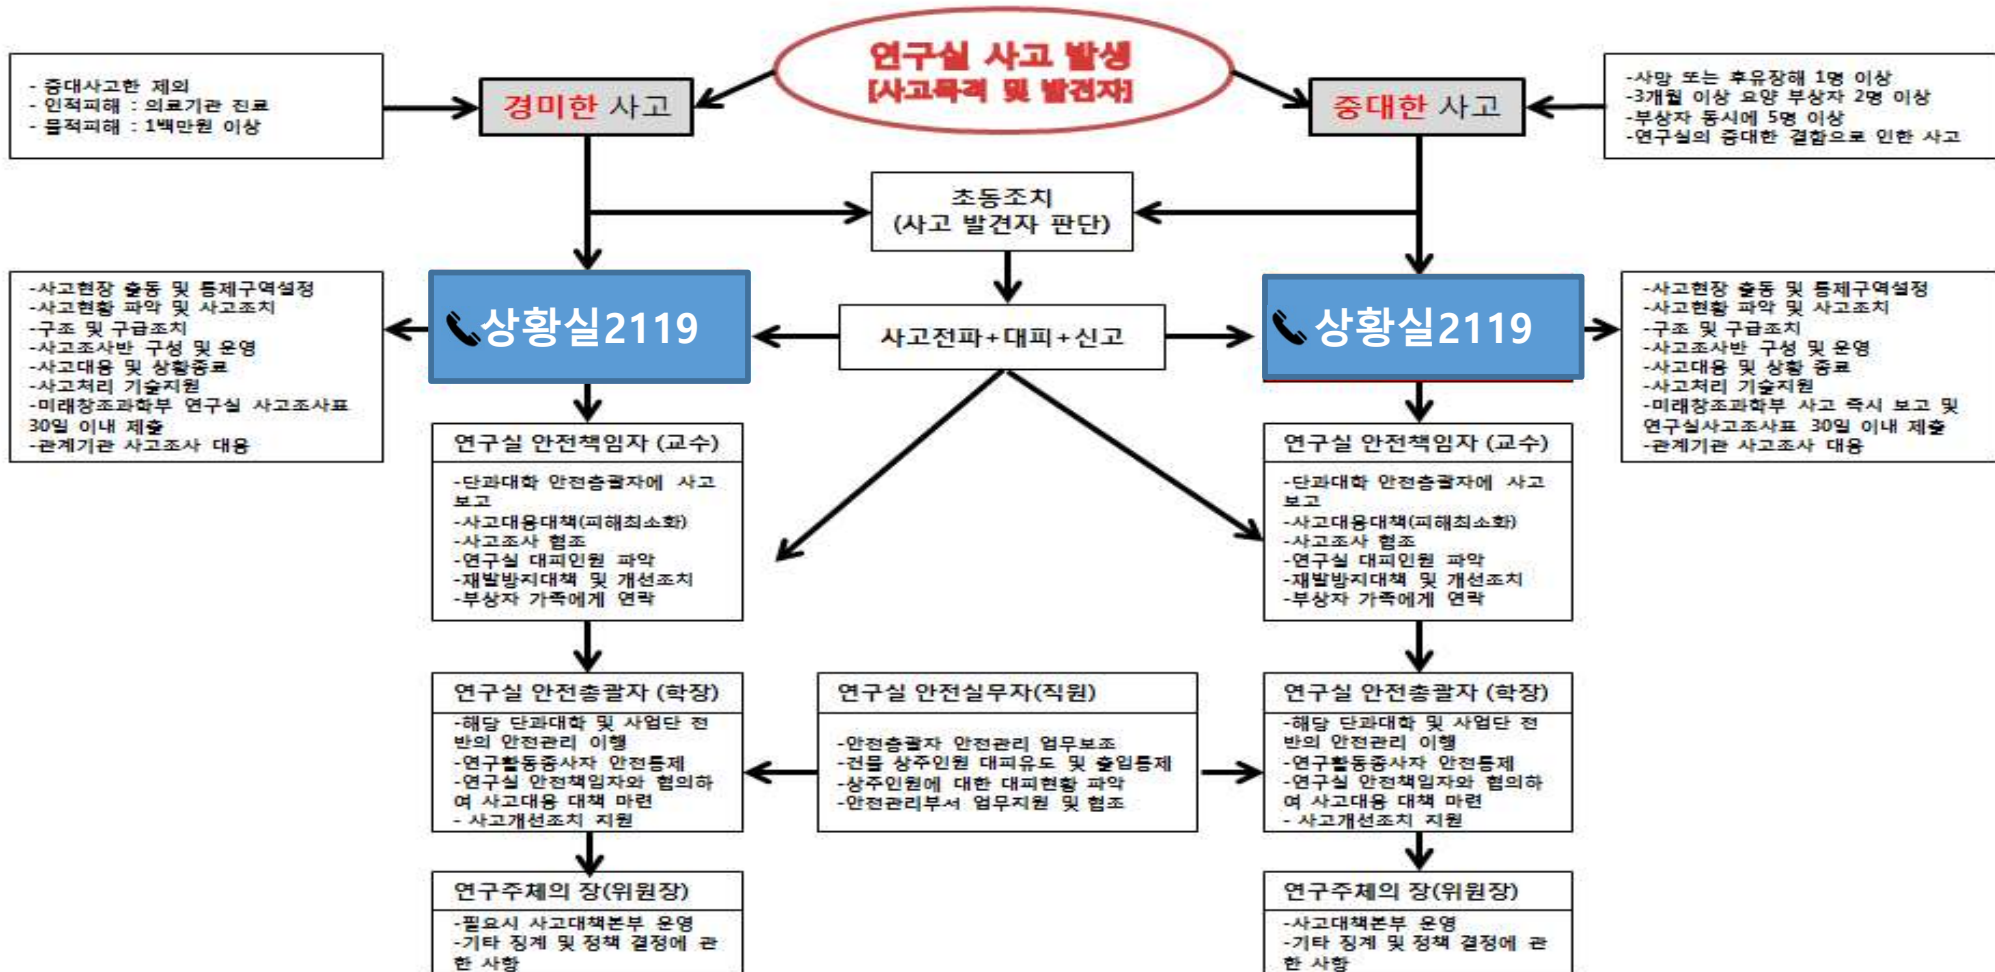 연구실 사고 발생
[사고목격 및 발견자]
- 중대사고한 제외
- 인적피해 : 의료기관 진료
- 물적피해 : 1백만원 이상
경미한 사고
중대한 사고
-사망 또는 후유장해 1명 이상
-3개월 이상 요양 부상자 2명 이상
-부상자 동시에 5명 이상
-연구실의 중대한 결함으로 인한 사고
초동조치
(사고 발견자 판단)
-사고현장 출동 및 통제구역설정
-사고현황 파악 및 사고조치
-구조 및 구급조치
-사고조사반 구성 및 운영
-사고대응 및 상황종료
-사고처리 기술지원
-미래창조과학부 연구실 사고조사표
30일 이내 제출
-관계기관 사고조사 대응
상황실2119
사고전파+대피+신고
상황실2119
-사고현장 출동 및 통제구역설정
-사고현황 파악 및 사고조치
-구조 및 구급조치
-사고조사반 구성 및 운영
-사고대응 및 상황 종료
-사고처리 기술지원
-미래창조과학부 사고 즉시 보고 및
연구실사고조사표 30일 이내 제출
-관계기관 사고조사 대응
연구실 안전책임자 (교수)
-단과대학 안전총괄자에 사고
보고
-사고대응대책(피해최소화)
-사고조사 협조
-연구실 대피인원 파악
-재발방지대책 및 개선조치
-부상자 가족에게 연락
연구실 안전책임자 (교수)
-단과대학 안전총괄자에 사고
보고
-사고대응대책(피해최소화)
-사고조사 협조
-연구실 대피인원 파악
-재발방지대책 및 개선조치
-부상자 가족에게 연락
연구실 안전총괄자 (학장)
-해당 단과대학 및 사업단 전
반의 안전관리 이행
-연구활동종사자 안전통제
-연구실 안전책임자와 협의하
여 사고대응 대책 마련
- 사고개선조치 지원
연구실 안전실무자(직원)
-안전총괄자 안전관리 업무보조
-건물 상주인원 대피유도 및 출입통제
-상주인원에 대한 대피현황 파악
-안전관리부서 업무지원 및 협조
연구실 안전총괄자 (학장)
-해당 단과대학 및 사업단 전
반의 안전관리 이행
-연구활동종사자 안전통제
-연구실 안전책임자와 협의하
여 사고대응 대책 마련
- 사고개선조치 지원
연구주체의 장(위원장)
-필요시 사고대책본부 운영
-기타 징계 및 정책 결정에 관
한 사항
연구주체의 장(위원장)
-사고대책본부 운영
-기타 징계 및 정책 결정에 관
한 사항